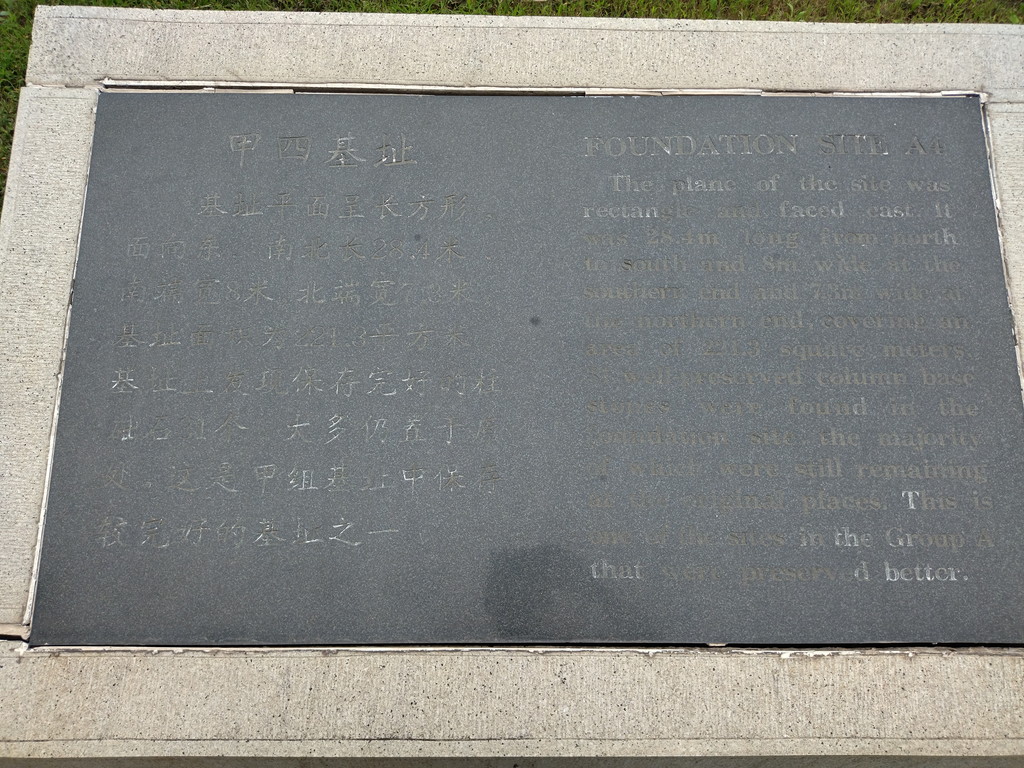 甲四基址
基址平面呈长方形
面向东 南北长28.4米
南端宽8米 北端宽7. 米
基址面积为221.3平方米
基址上发现保存完好的柱
础石31个 大多仍在于原
处。这是甲组基址中保存
较完好的基址之一
FOUNDATION SITE A4
The plane of the site was
rectangle and faced east. It
was 28.4m long from north
to south and 8m wide at the
southern end and wide at
the northern end, covering an
area of 221.3 square meters.
well-preserved column base
stones were found in the
foundation site, the majority
of which were still remaining
original places. This is
one of the sites in the Group A
that were preserved better.